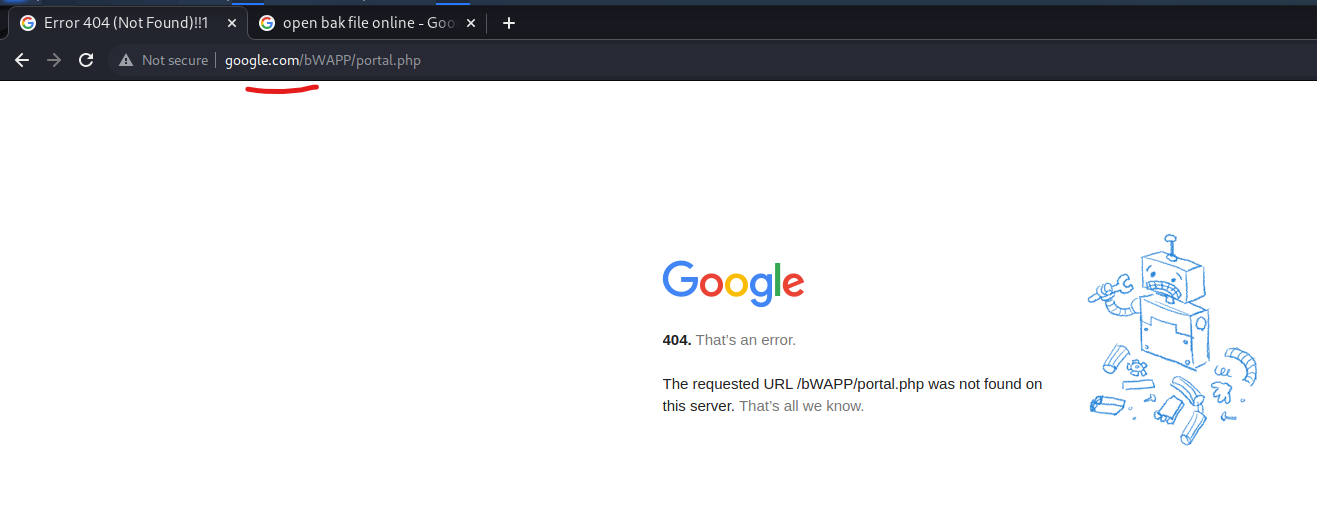 Error 404 (Not Found)!!1
open bak file online - Goo
Not secure
google.com/bWAPP/portal.php
Google
404. That's an error.
The requested URL /bWAPP/portal.php was not found on
this server. That's all we know.